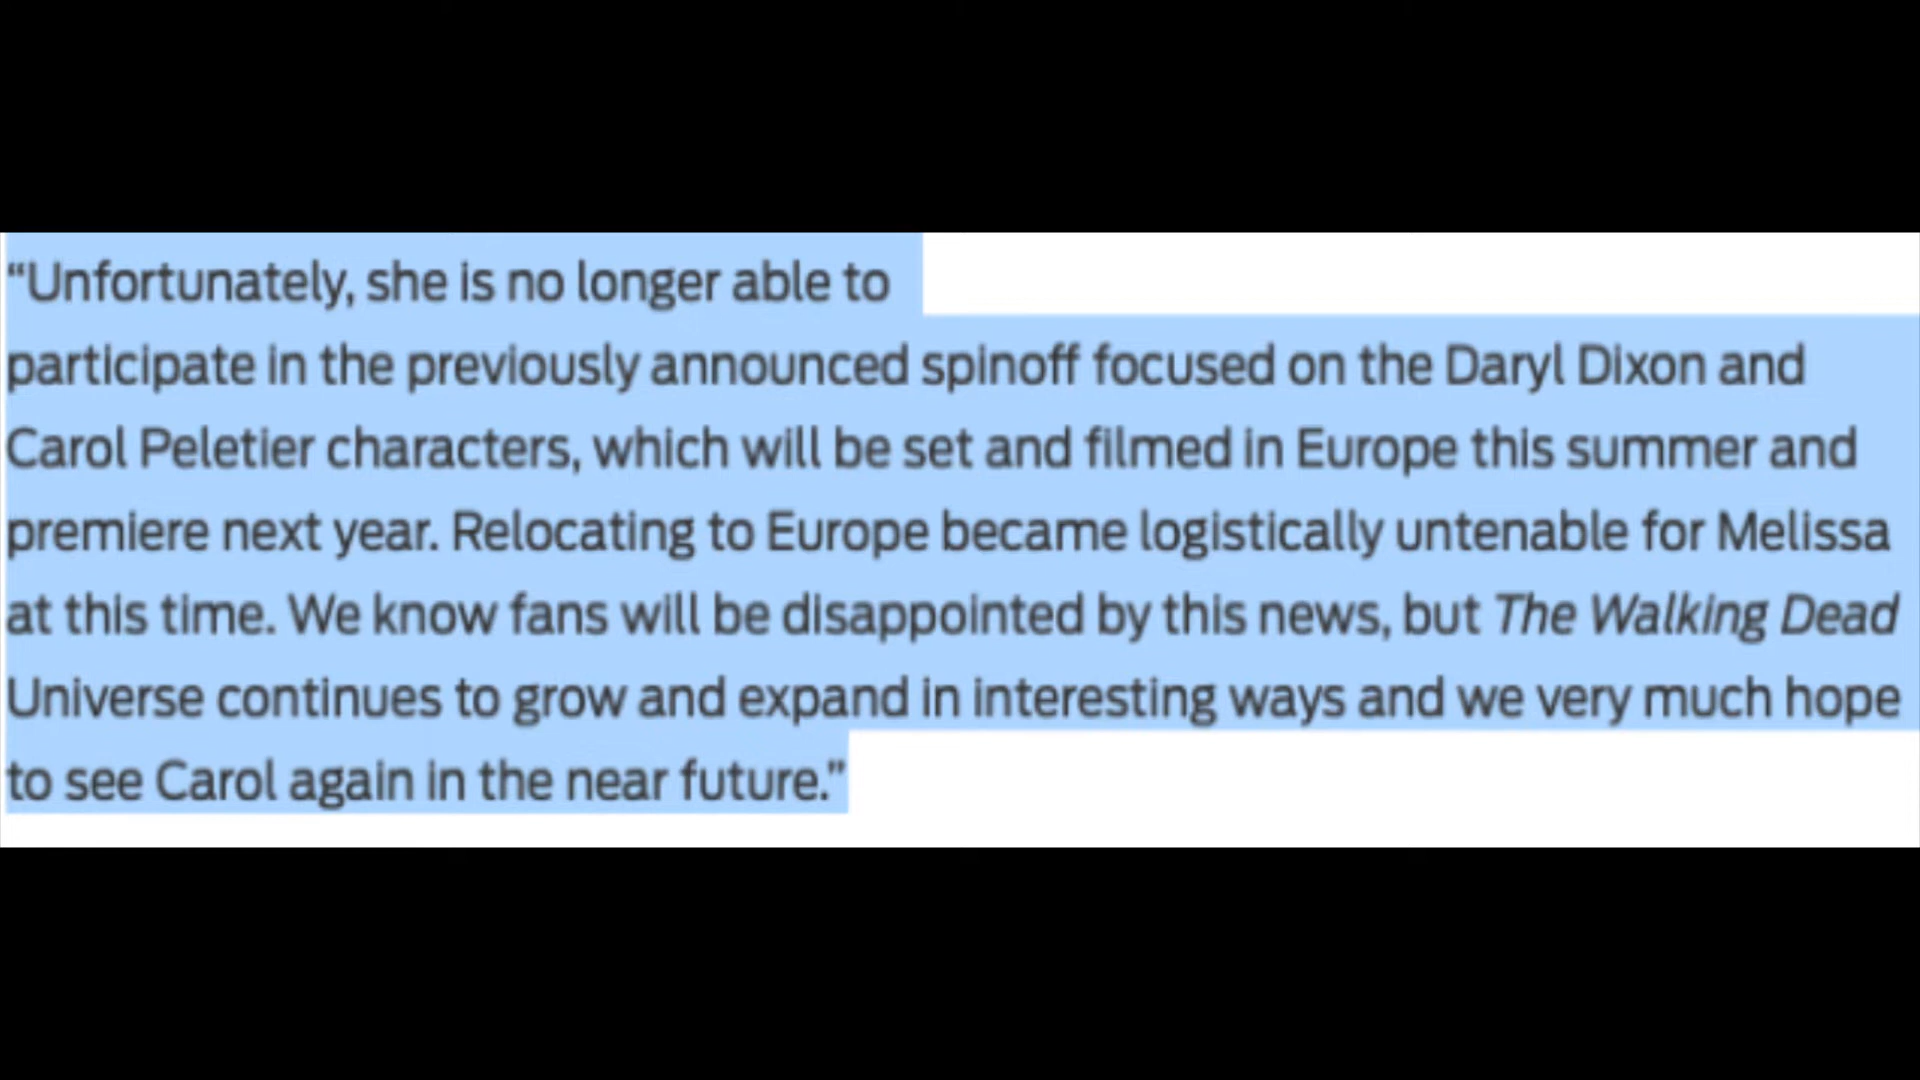 “Unfortunately, she is no longer able to
participate in the previously announced spinoff focused on the Daryl Dixon and
Carol Peletier characters, which will be set and filmed in Europe this summer and
premiere next year. Relocating to Europe became logistically untenable for Melissa
at this time. We know fans will be disappointed by this news, but The Walking Dead
Universe continues to grow and expand in interesting ways and we very much hope
to see Carol again in the near future.”